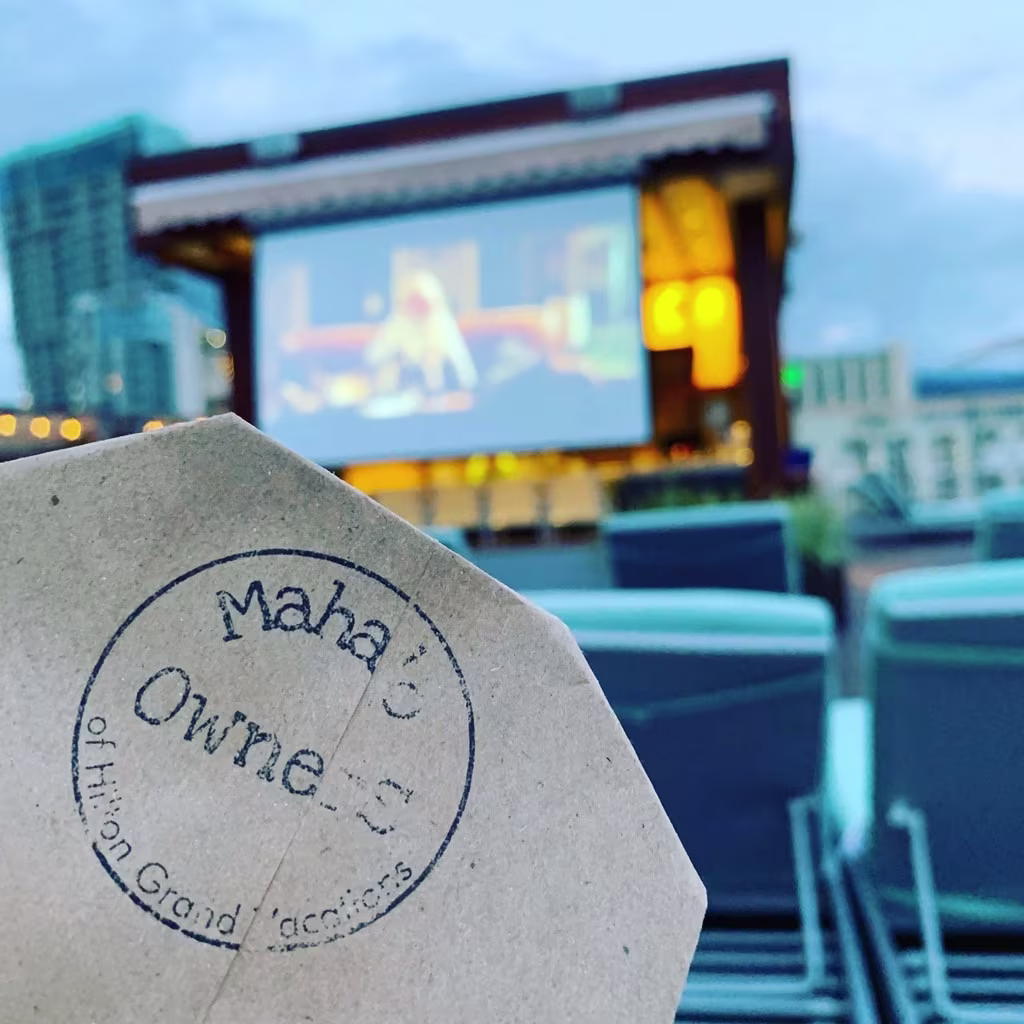 Mahalo
Owners
of Hilton Grand Vacations